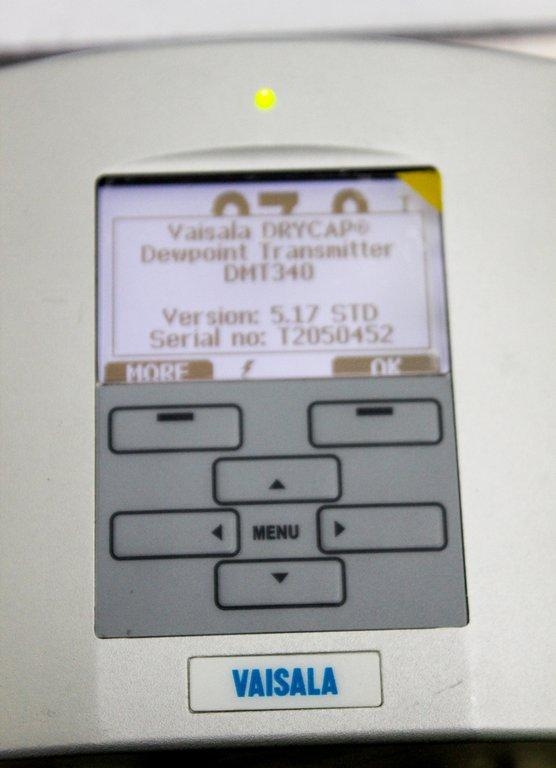 Vaisala DRYCAP®
Dewpoint Transmitter
DMT340
Version: 5.17 STD
Serial no: T2050452
MORE OK
MENU
VAISALA